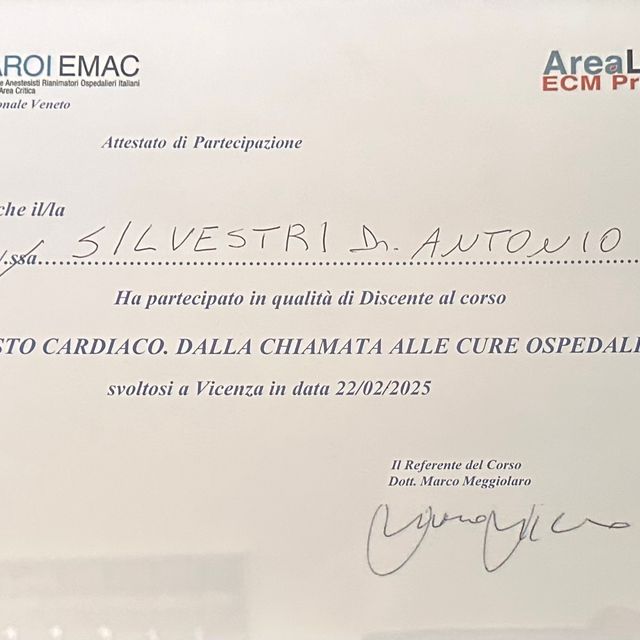 AROI EMAC
e Anestesisti Rianimatori Ospedalieri Italiani
Area Critica
onale Veneto
AreaL
ECM Pr
Attestato di Partecipazione
che il/la
/.ssa SILVESTRI Dr. ANTONIO
Ha partecipato in qualità di Discente al corso
STO CARDIACO. DALLA CHIAMATA ALLE CURE OSPEDALI
svoltosi a Vicenza in data 22/02/2025
Il Referente del Corso
Dott. Marco Meggiolaro